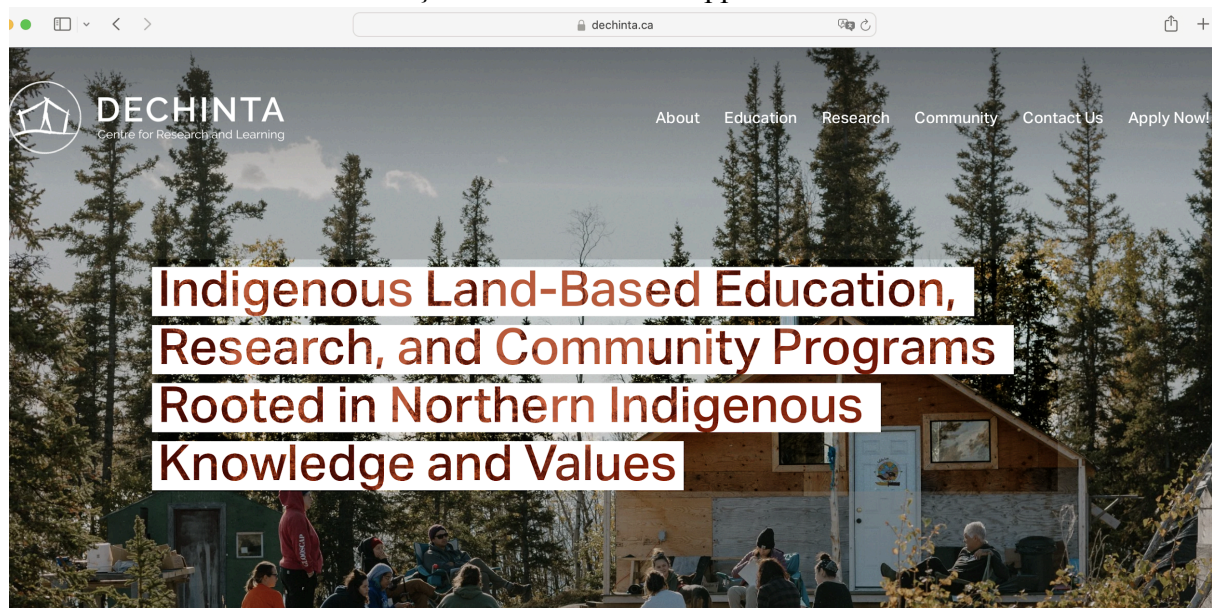 dechinta.ca
DECHINTA
Centre for Research and Learning
About Education Research Community Contact Us Apply Now!
Indigenous Land-Based Education,
Research, and Community Programs
Rooted in Northern Indigenous
Knowledge and Values